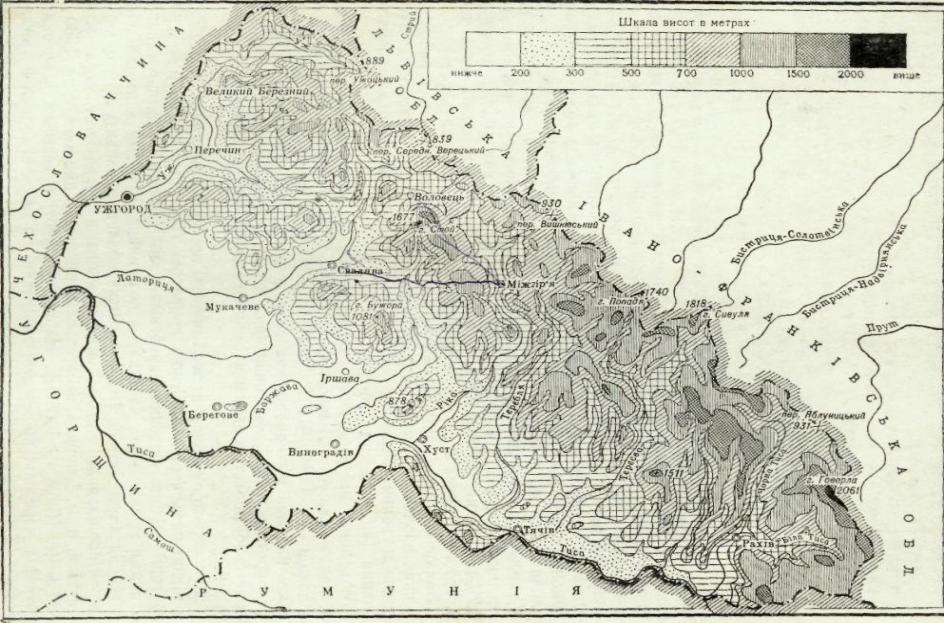 Шкала висот в метрах
нижче 200 300 500 700 1000 1500 2000 вище
ЧЕХОСЛОВАЧЧИНА
ЛЬВІВСЬКА ОБЛ.
Стрий
889
пер. Ужоцький
Великий Березний
839
пер. Середн. Верецький
Перечин
Уж
УЖГОРОД
Воловець
1677
г. Стой
930
пер. Вишківський
ІВАНО-ФРАНКІВСЬКА ОБЛ.
Бистриця-Солотвінська
Бистриця-Надвірнянська
Прут
Свалява
Латориця
Мукачеве
Міжгір'я
г. Бужора
1081
1740
г. Попадя
1818
г. Сивуля
Іршава
Боржава
878
Ріка
Теребля
Берегове
УГОРЩИНА
Тиса
Виноградів
Хуст
Тересва
1511
пер. Яблуницький
931
Чорна Тиса
г. Говерла
2061
Самош
Тячів
Тиса
Рахів
Біла Тиса
РУМУНІЯ